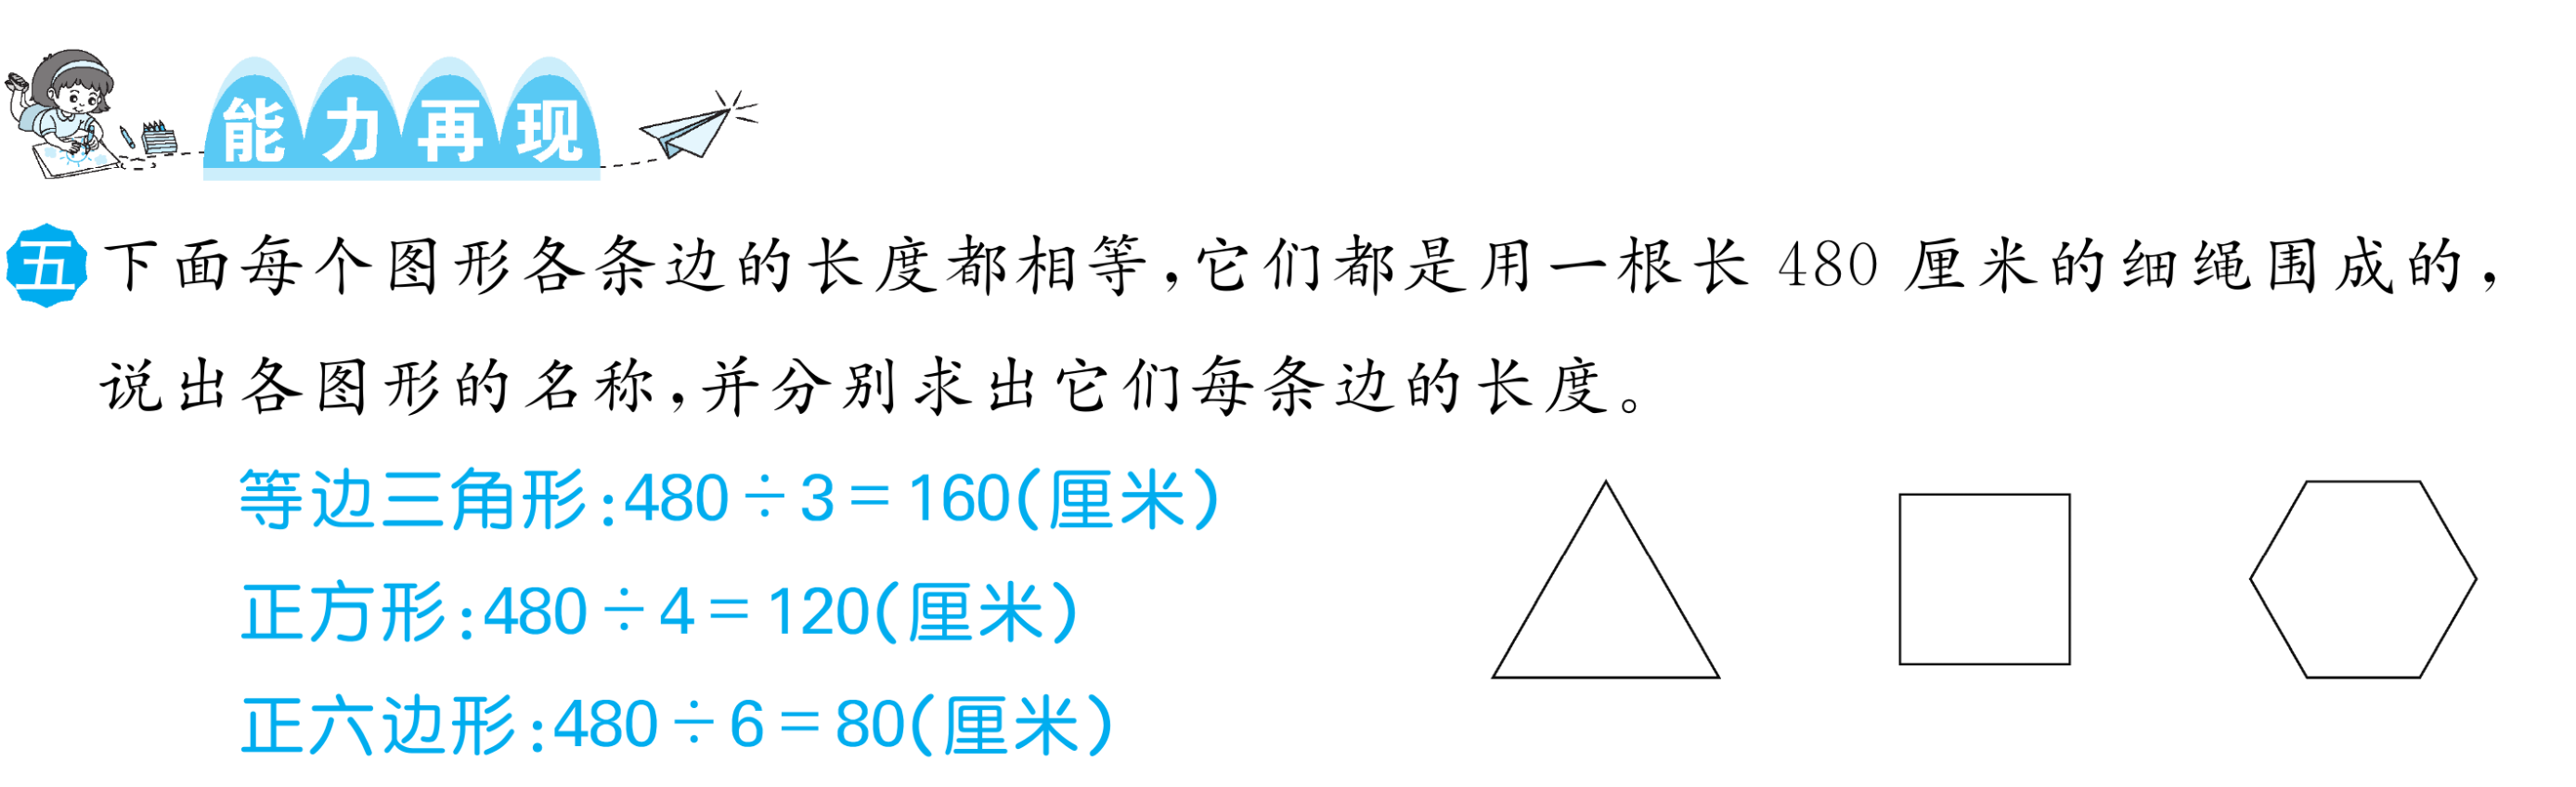 能力再现
五 下面每个图形各条边的长度都相等,它们都是用一根长 480 厘米的细绳围成的,
说出各图形的名称,并分别求出它们每条边的长度。
等边三角形:480÷3=160(厘米)
正方形:480÷4=120(厘米)
正六边形:480÷6=80(厘米)